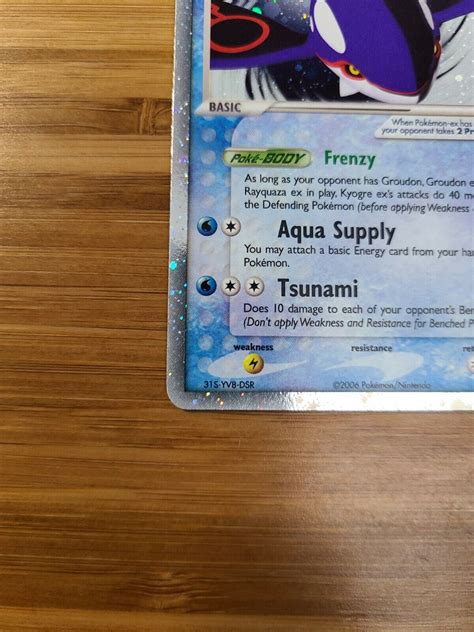 BASIC
When Pokémon-ex has
your opponent takes 2 Pr
Poké-BODY Frenzy
As long as your opponent has Groudon, Groudon e
Rayquaza ex in play, Kyogre ex's attacks do 40 m
the Defending Pokémon (before applying Weakness
Aqua Supply
You may attach a basic Energy card from your ha
Pokémon.
Tsunami
Does 10 damage to each of your opponent's Ben
(Don't apply Weakness and Resistance for Benched P
weakness resistance ret
31S-YVB-DSR ©2006 Pokémon/Nintendo